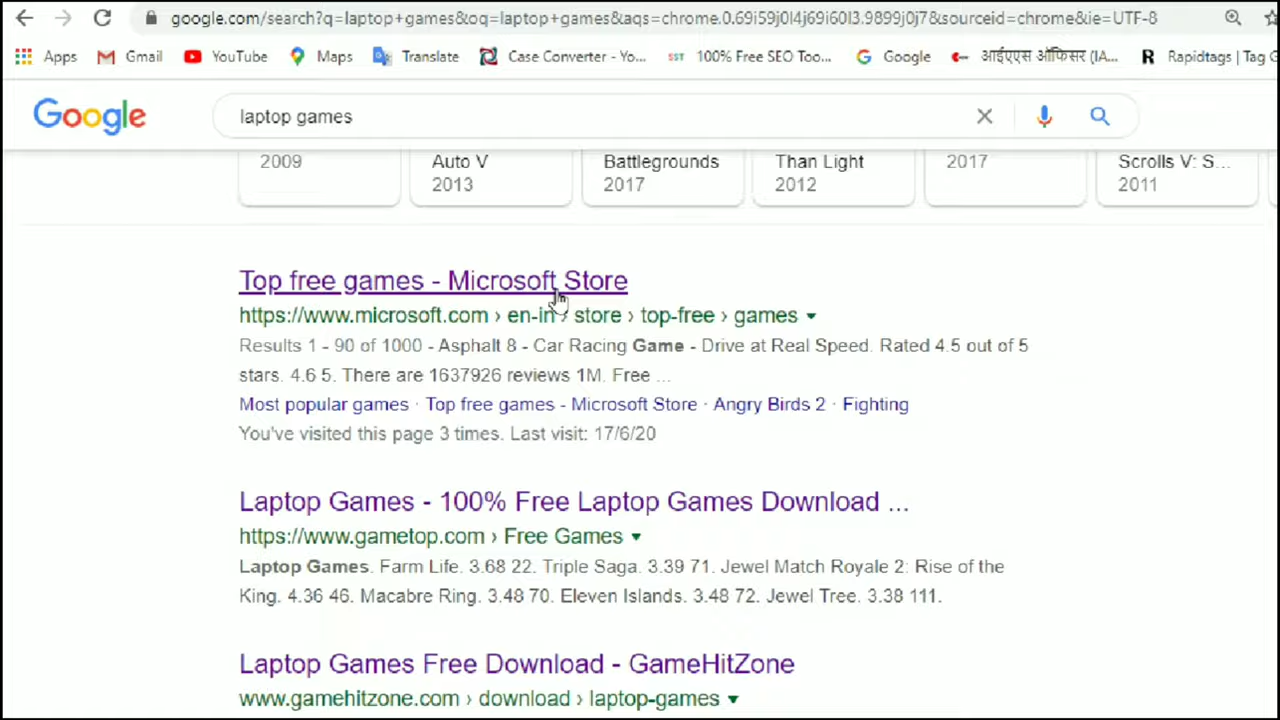 google.com/search?q=laptop+games&oq=laptop+games&aqs=chrome.0.69i59j0l4j69i60l3.9899j0j7&sourceid=chrome&ie=UTF-8
Apps Gmail YouTube Maps Translate Case Converter - Yo... SST 100% Free SEO Too... Google आईएएस ऑफिसर (IA... Rapidtags | Tag G
Google laptop games
2009 Auto V Battlegrounds Than Light 2017 Scrolls V: S...
2013 2017 2012 2011
Top free games - Microsoft Store
https://www.microsoft.com › en-in › store › top-free › games
Results 1 - 90 of 1000 - Asphalt 8 - Car Racing Game - Drive at Real Speed. Rated 4.5 out of 5
stars. 4.6 5. There are 1637926 reviews 1M. Free ...
Most popular games · Top free games - Microsoft Store · Angry Birds 2 · Fighting
You've visited this page 3 times. Last visit: 17/6/20
Laptop Games - 100% Free Laptop Games Download ...
https://www.gametop.com › Free Games
Laptop Games. Farm Life. 3.68 22. Triple Saga. 3.39 71. Jewel Match Royale 2: Rise of the
King. 4.36 46. Macabre Ring. 3.48 70. Eleven Islands. 3.48 72. Jewel Tree. 3.38 111.
Laptop Games Free Download - GameHitZone
www.gamehitzone.com › download › laptop-games